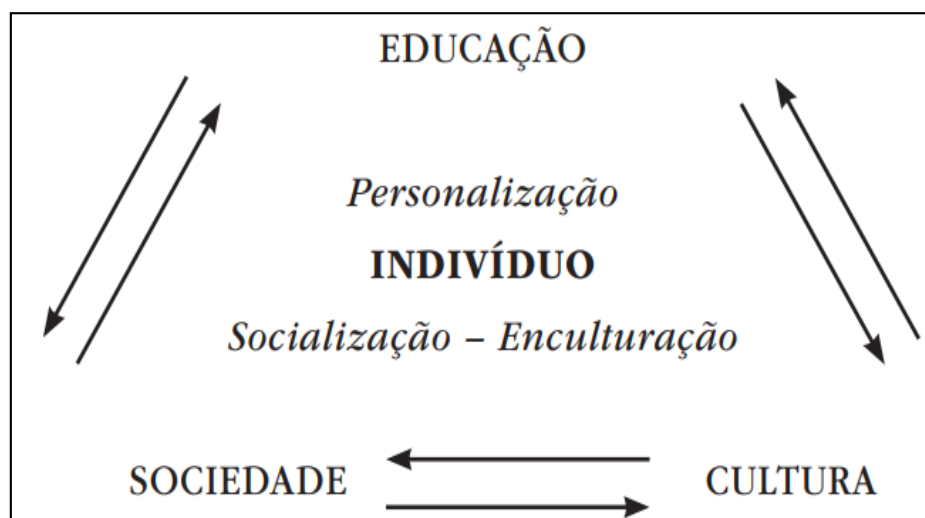 EDUCAÇÃO
Personalização
INDIVÍDUO
Socialização – Enculturação
SOCIEDADE
CULTURA